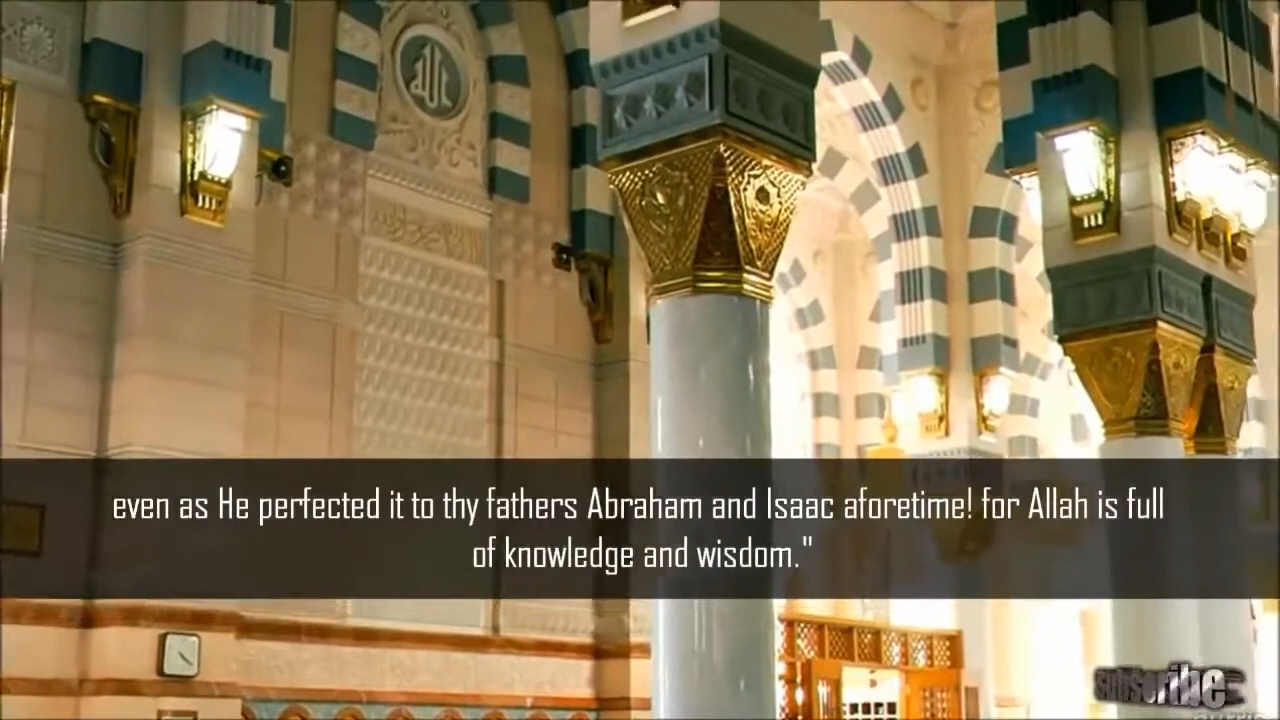 الله
even as He perfected it to thy fathers Abraham and Isaac aforetime! for Allah is full
of knowledge and wisdom."
subscribe